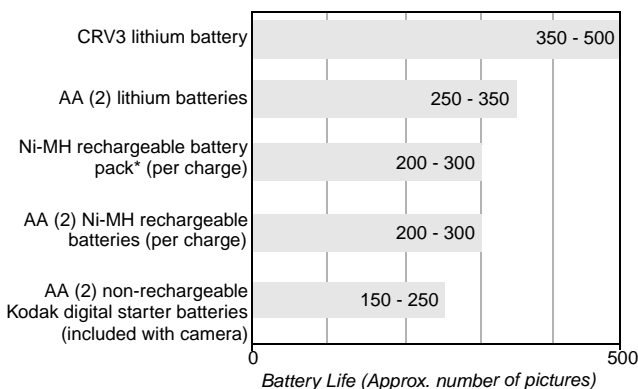 CRV3 lithium battery
350 - 500
AA (2) lithium batteries
250 - 350
Ni-MH rechargeable battery
pack* (per charge)
200 - 300
AA (2) Ni-MH rechargeable
batteries (per charge)
200 - 300
AA (2) non-rechargeable
Kodak digital starter batteries
(included with camera)
150 - 250
0
500
Battery Life (Approx. number of pictures)